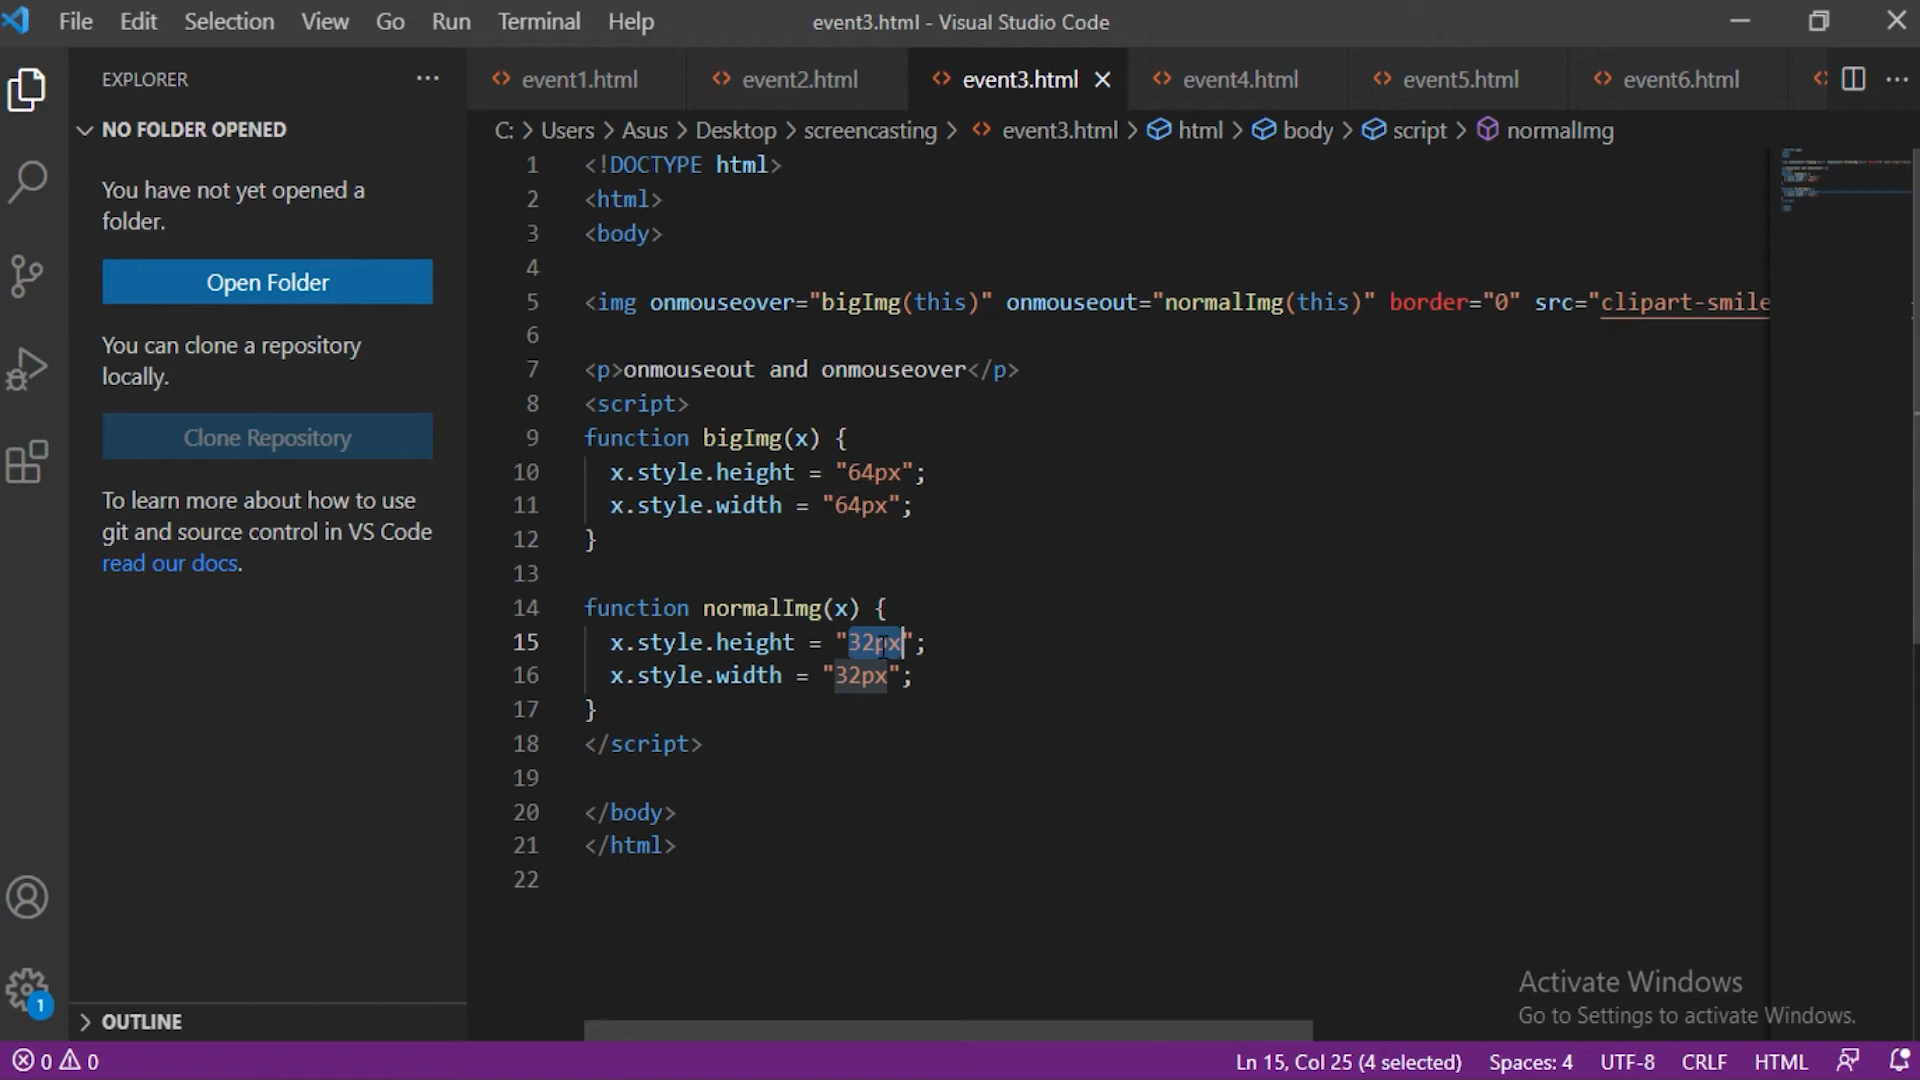 File Edit Selection View Go Run Terminal Help event3.html - Visual Studio Code
EXPLORER
event1.html event2.html event3.html event4.html event5.html event6.html
NO FOLDER OPENED
C: > Users > Asus > Desktop > screencasting > event3.html > html > body > script > normalImg
You have not yet opened a
folder.
Open Folder
You can clone a repository
locally.
Clone Repository
To learn more about how to use
git and source control in VS Code
read our docs.
1 <!DOCTYPE html>
2 <html>
3 <body>
4
5 <img onmouseover="bigImg(this)" onmouseout="normalImg(this)" border="0" src="clipart-smile
6
7 <p>onmouseout and onmouseover</p>
8 <script>
9 function bigImg(x) {
10 x.style.height = "64px";
11 x.style.width = "64px";
12 }
13
14 function normalImg(x) {
15 x.style.height = "32px";
16 x.style.width = "32px";
17 }
18 </script>
19
20 </body>
21 </html>
22
1
OUTLINE
Activate Windows
Go to Settings to activate Windows.
0 0 Ln 15, Col 25 (4 selected) Spaces: 4 UTF-8 CRLF HTML